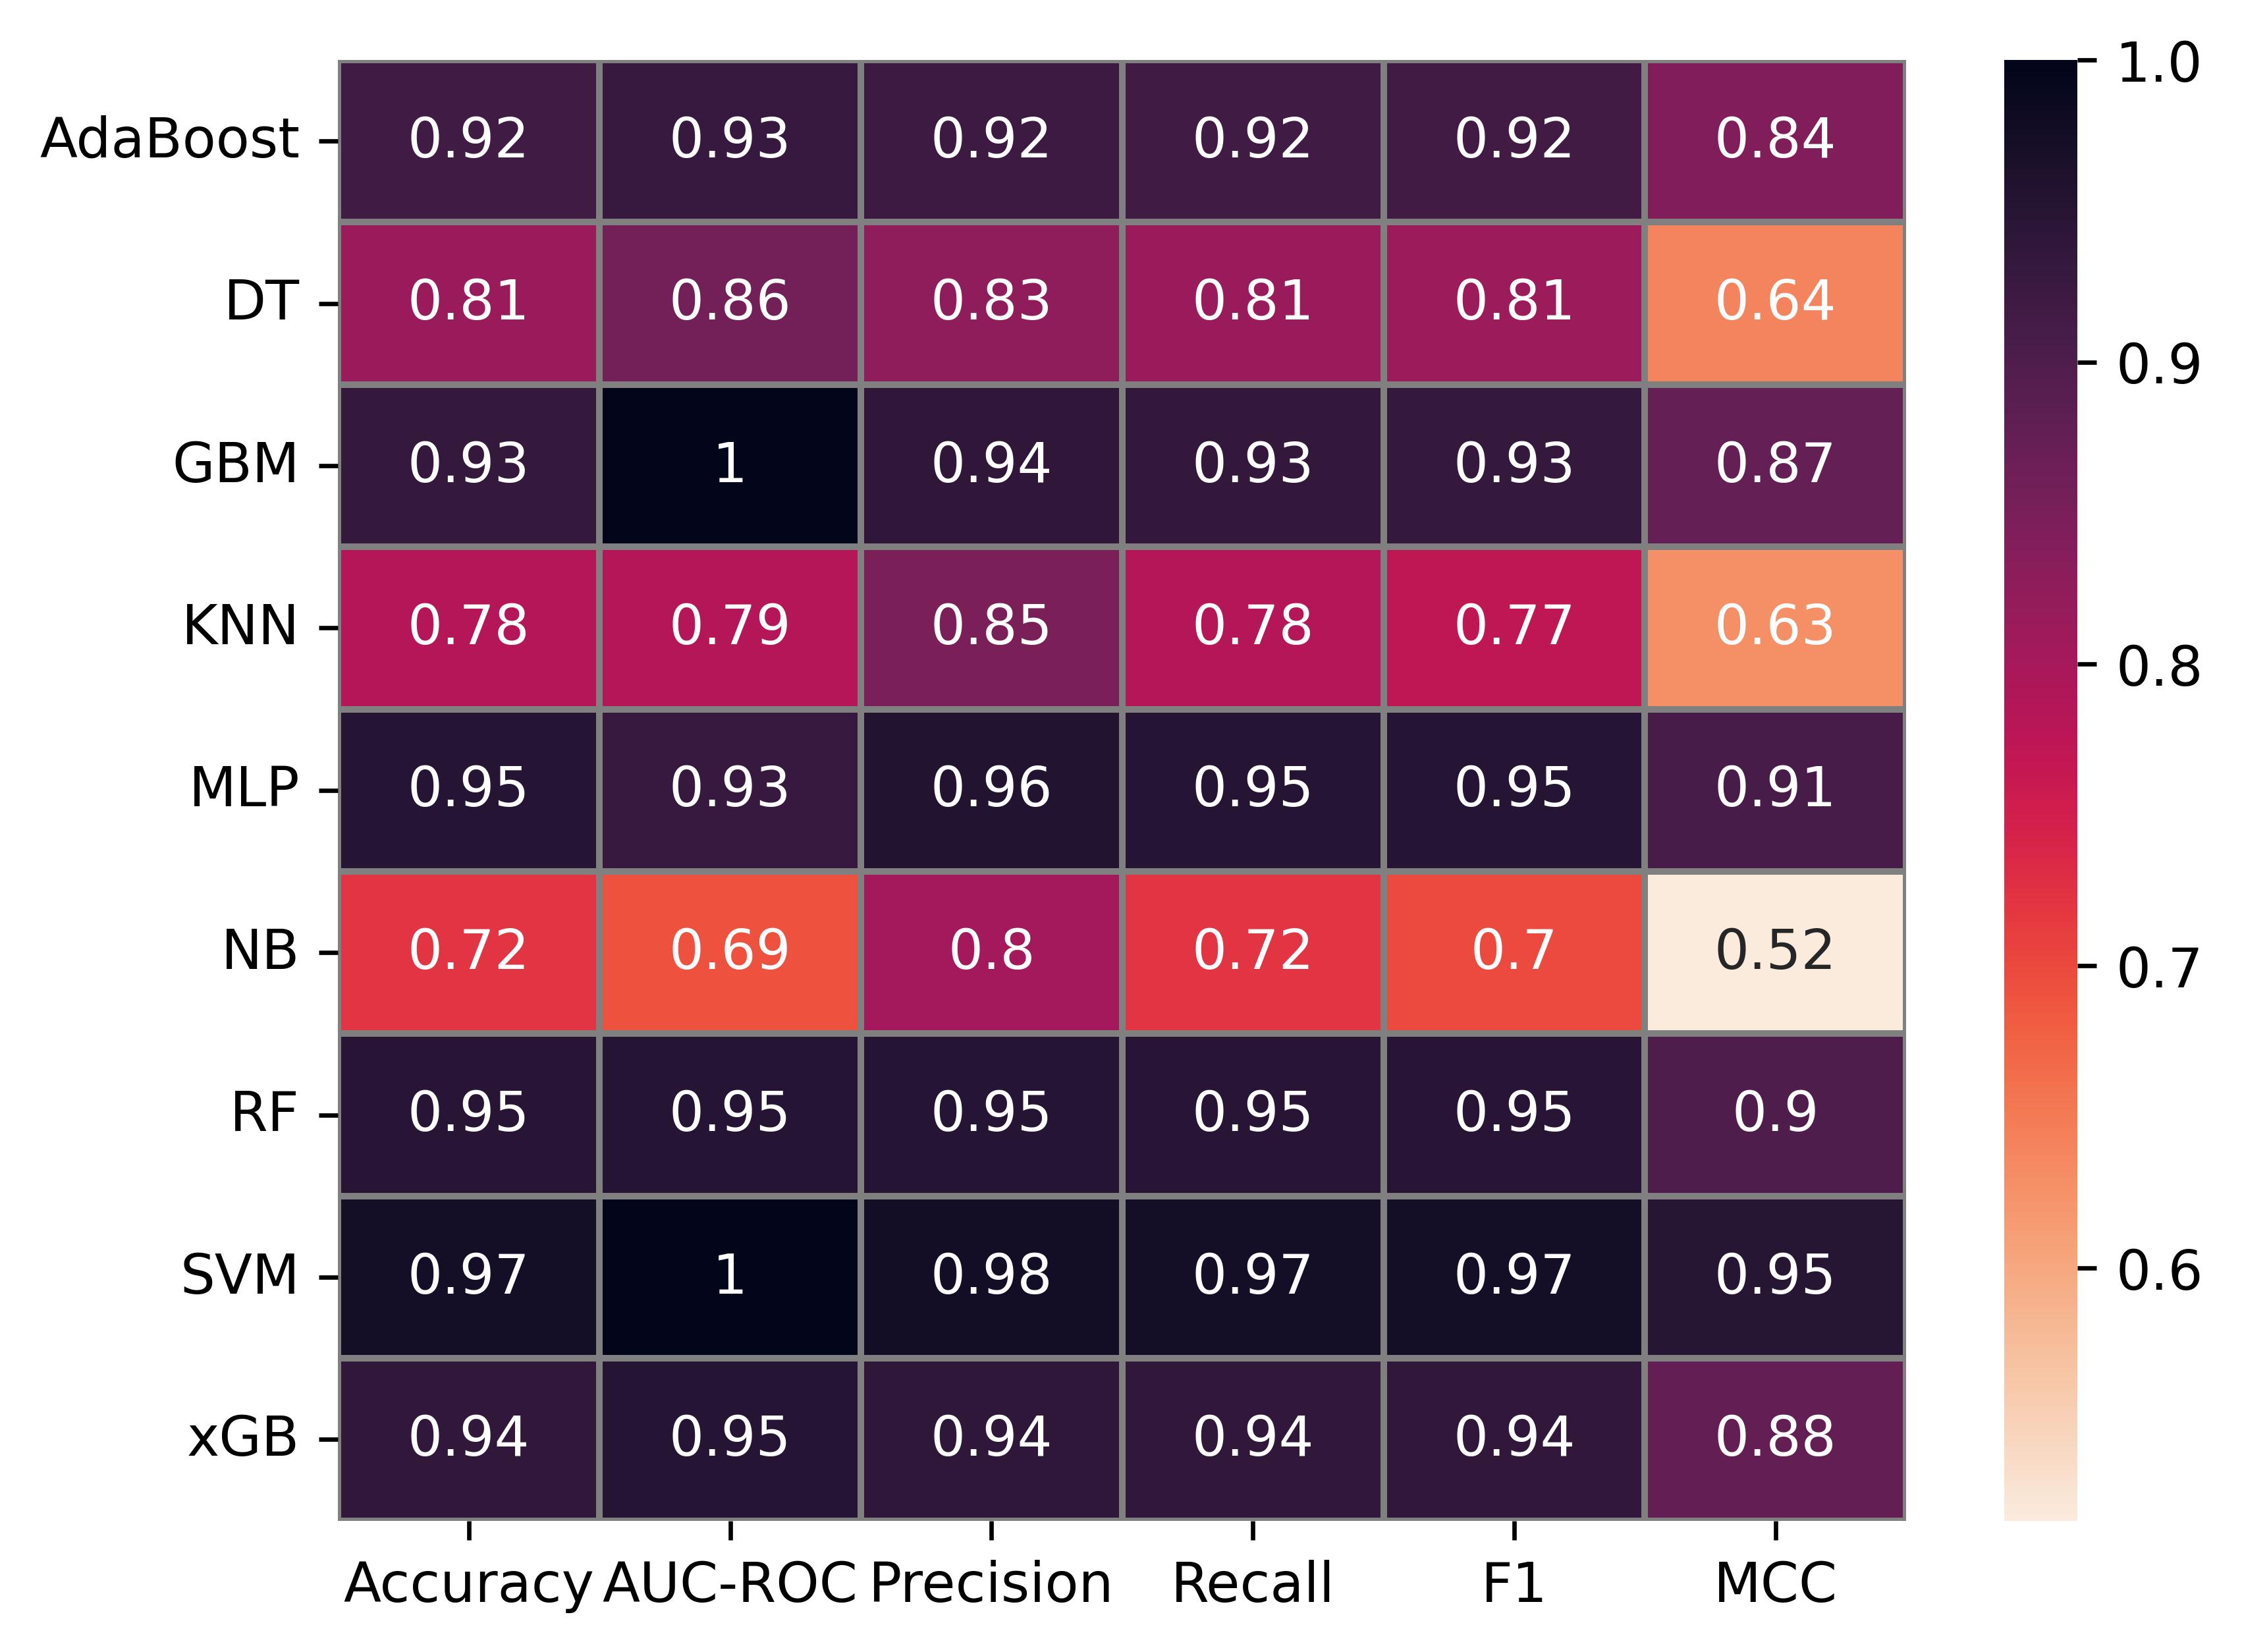 AdaBoost 0.92 0.93 0.92 0.92 0.92 0.84
DT 0.81 0.86 0.83 0.81 0.81 0.64
GBM 0.93 1 0.94 0.93 0.93 0.87
KNN 0.78 0.79 0.85 0.78 0.77 0.63
MLP 0.95 0.93 0.96 0.95 0.95 0.91
NB 0.72 0.69 0.8 0.72 0.7 0.52
RF 0.95 0.95 0.95 0.95 0.95 0.9
SVM 0.97 1 0.98 0.97 0.97 0.95
xGB 0.94 0.95 0.94 0.94 0.94 0.88
Accuracy AUC-ROC Precision Recall F1 MCC
1.0
0.9
0.8
0.7
0.6